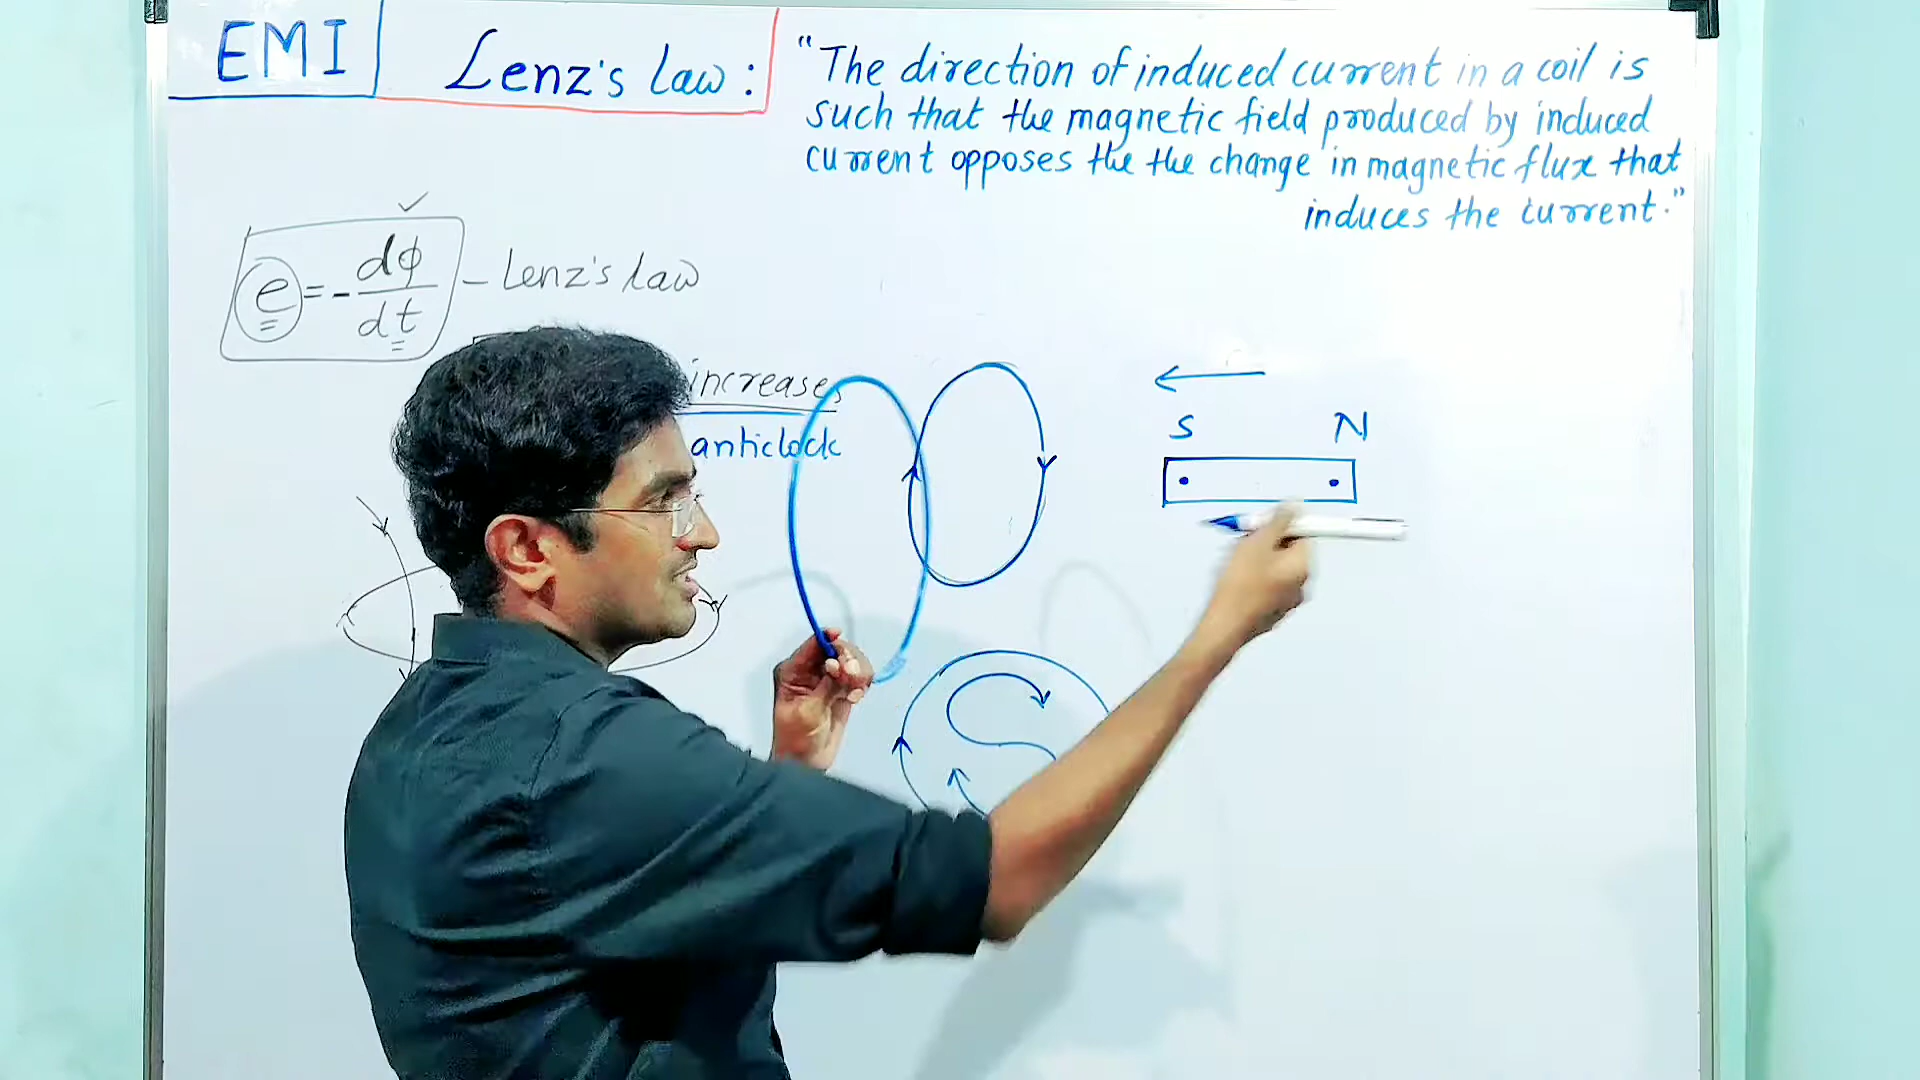 EMI
Lenz's law:
"The direction of induced current in a coil is
such that the magnetic field produced by induced
current opposes the the change in magnetic flux that
induces the current."
e = - dϕ/dt - Lenz's law
increases
anticlock
S N